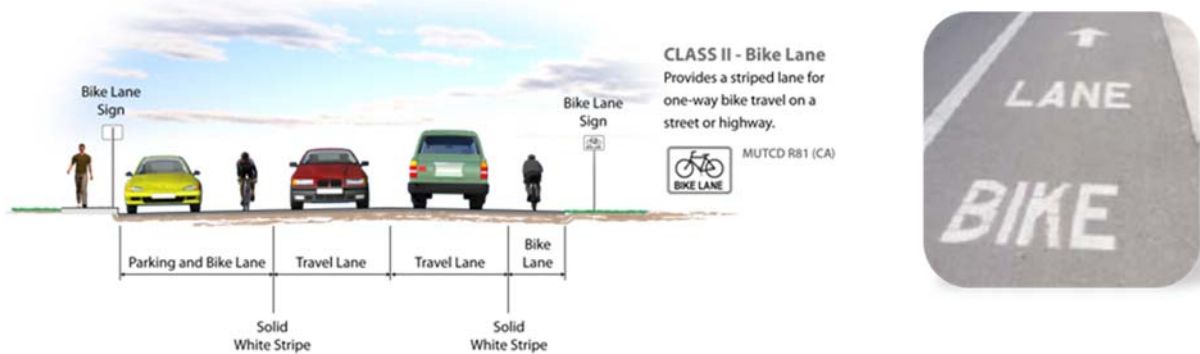 Bike Lane
Sign
Bike Lane
Sign
Parking and Bike Lane
Travel Lane
Travel Lane
Bike
Lane
Solid
White Stripe
Solid
White Stripe
CLASS II - Bike Lane
Provides a striped lane for
one-way bike travel on a
street or highway.
BIKE LANE
MUTCD R81 (CA)
LANE
BIKE